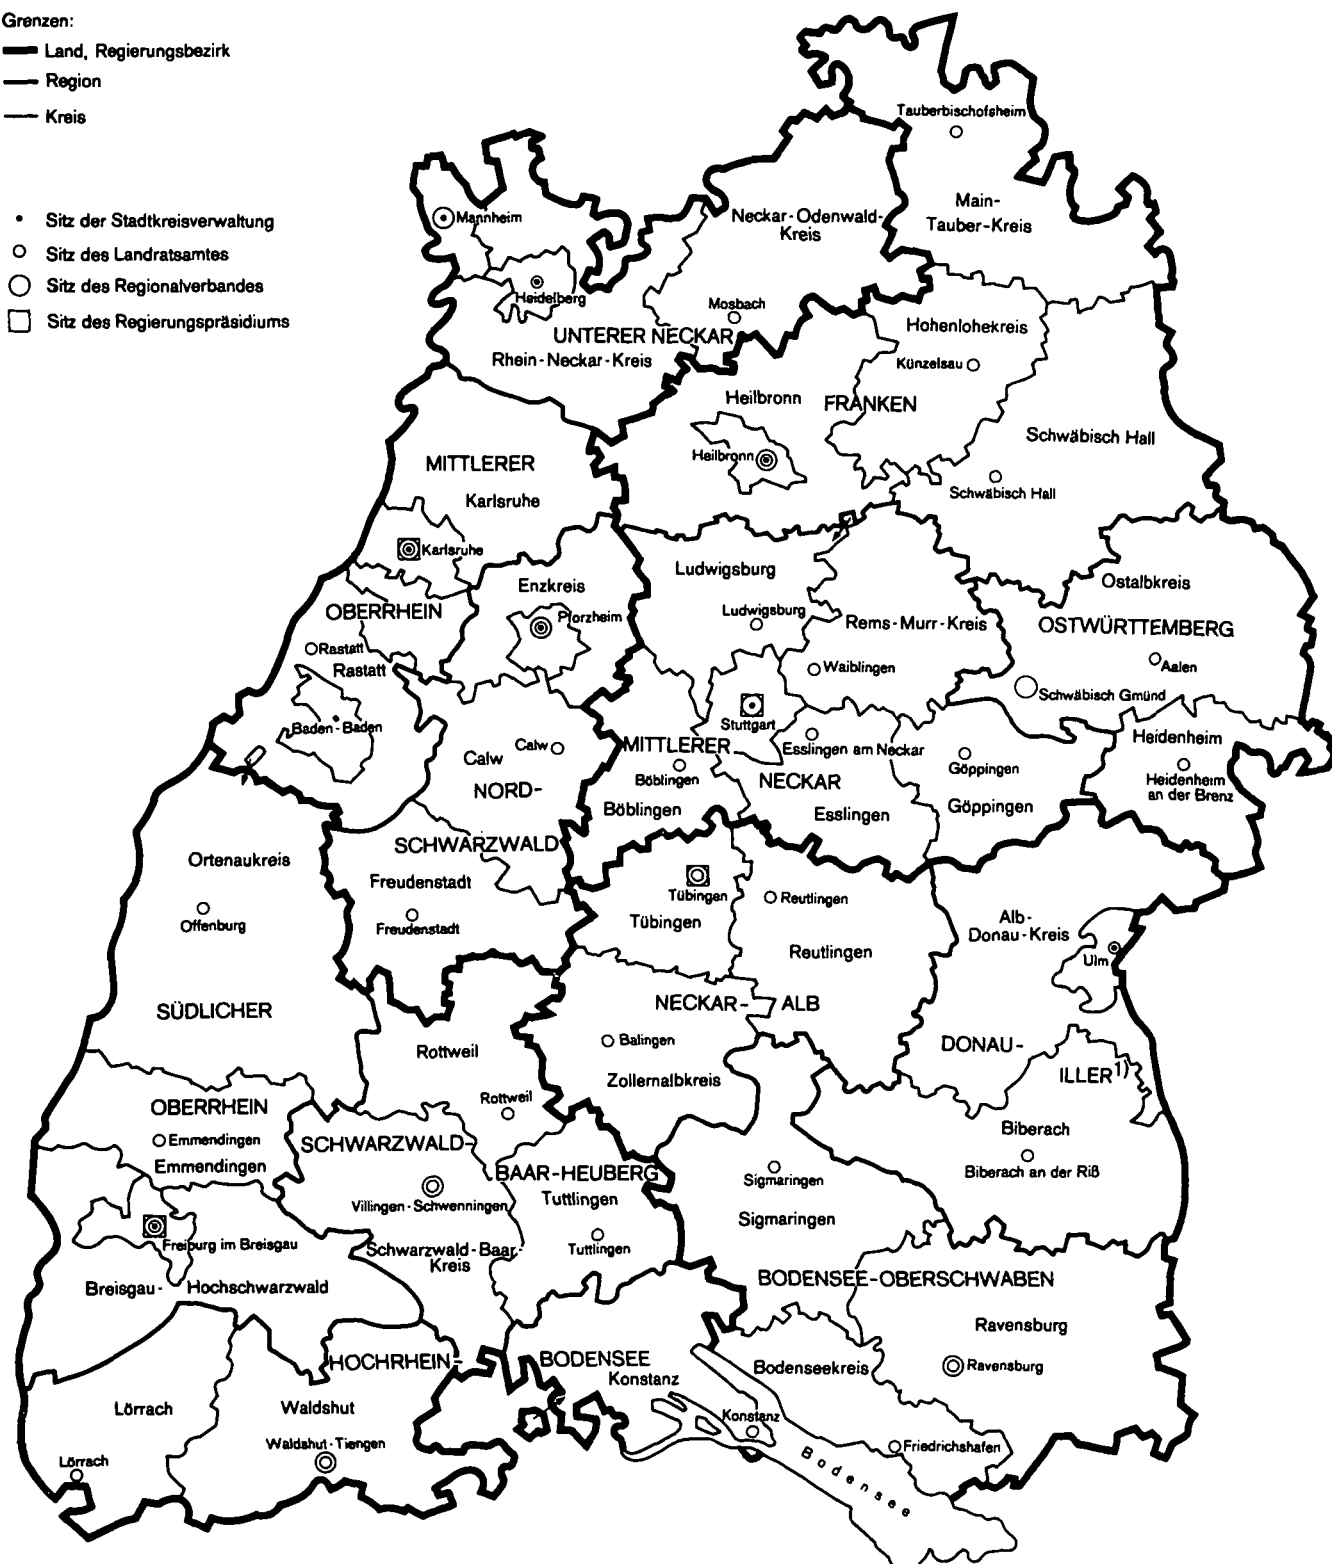 Grenzen:
Land, Regierungsbezirk
Region
Kreis
Sitz der Stadtkreisverwaltung
Sitz des Landratsamtes
Sitz des Regionalverbandes
Sitz des Regierungspräsidiums
Tauberbischofsheim
Main-
Tauber-Kreis
Mannheim
Neckar-Odenwald-
Kreis
Heidelberg
Mosbach
UNTERER NECKAR
Rhein-Neckar-Kreis
Hohenlohekreis
Künzelsau
Heilbronn
FRANKEN
Heilbronn
Schwäbisch Hall
Schwäbisch Hall
MITTLERER
Karlsruhe
Karlsruhe
Enzkreis
Pforzheim
OBERRHEIN
Rastatt
Rastatt
Baden-Baden
Ludwigsburg
Ludwigsburg
Rems-Murr-Kreis
Waiblingen
Ostalbkreis
OSTWÜRTTEMBERG
Aalen
Schwäbisch Gmünd
Stuttgart
MITTLERER
Böblingen
Böblingen
Esslingen am Neckar
NECKAR
Esslingen
Göppingen
Göppingen
Heidenheim
Heidenheim
an der Brenz
Calw
Calw
NORD-
SCHWARZWALD
Freudenstadt
Freudenstadt
Ortenaukreis
Offenburg
SÜDLICHER
Tübingen
Tübingen
Reutlingen
Reutlingen
Alb-
Donau-Kreis
Ulm
NECKAR-ALB
Balingen
Zollernalbkreis
DONAU-
ILLER1)
Rottweil
Rottweil
OBERRHEIN
Emmendingen
Emmendingen
SCHWARZWALD-
BAAR-HEUBERG
Villingen-Schwenningen
Tuttlingen
Tuttlingen
Biberach
Biberach an der Riß
Sigmaringen
Sigmaringen
Freiburg im Breisgau
Schwarzwald-Baar-
Kreis
Breisgau-Hochschwarzwald
BODENSEE-OBERSCHWABEN
Ravensburg
Ravensburg
HOCHRHEIN-
BODENSEE
Konstanz
Bodenseekreis
Lörrach
Waldshut
Konstanz
Waldshut-Tiengen
Friedrichshafen
Lörrach
Bodensee